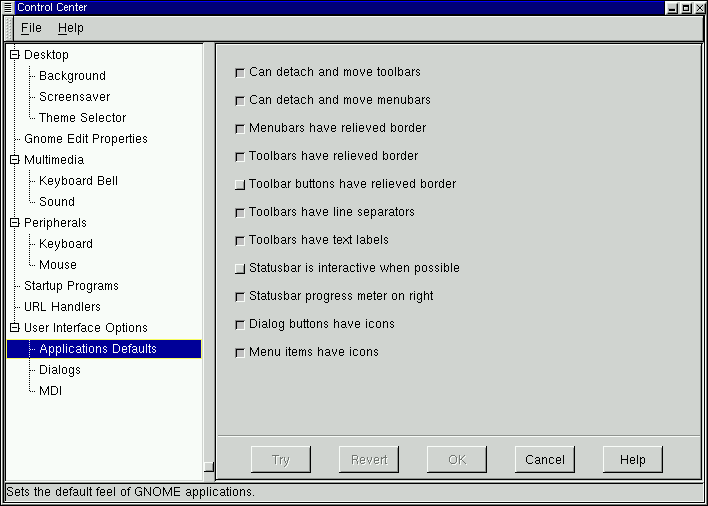 Control Center
File Help
Desktop
Background
Screensaver
Theme Selector
Gnome Edit Properties
Multimedia
Keyboard Bell
Sound
Peripherals
Keyboard
Mouse
Startup Programs
URL Handlers
User Interface Options
Applications Defaults
Dialogs
MDI
Can detach and move toolbars
Can detach and move menubars
Menubars have relieved border
Toolbars have relieved border
Toolbar buttons have relieved border
Toolbars have line separators
Toolbars have text labels
Statusbar is interactive when possible
Statusbar progress meter on right
Dialog buttons have icons
Menu items have icons
Try Revert OK Cancel Help
Sets the default feel of GNOME applications.